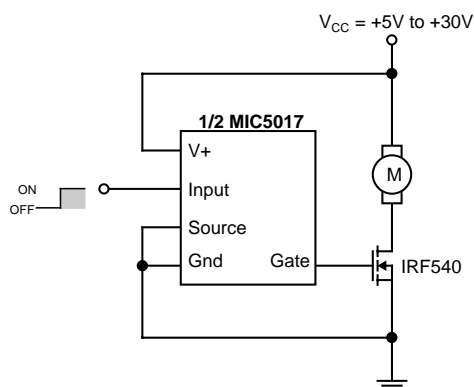 V_CC = +5V to +30V
1/2 MIC5017
V+
ON
OFF
Input
Source
Gnd
Gate
M
IRF540